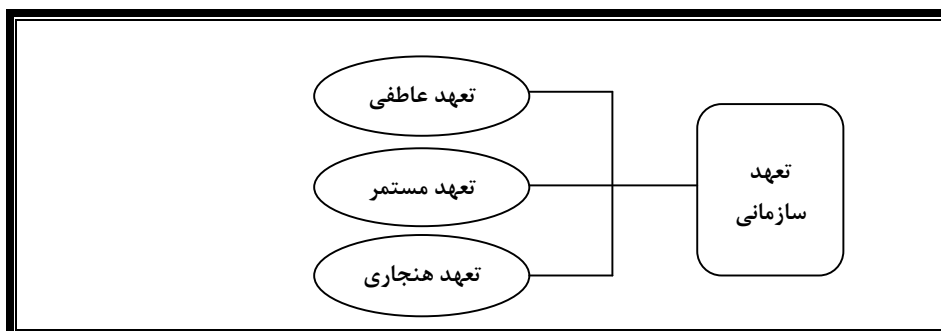 تعهد عاطفی
تعهد مستمر
تعهد هنجاری
تعهد
سازمانی